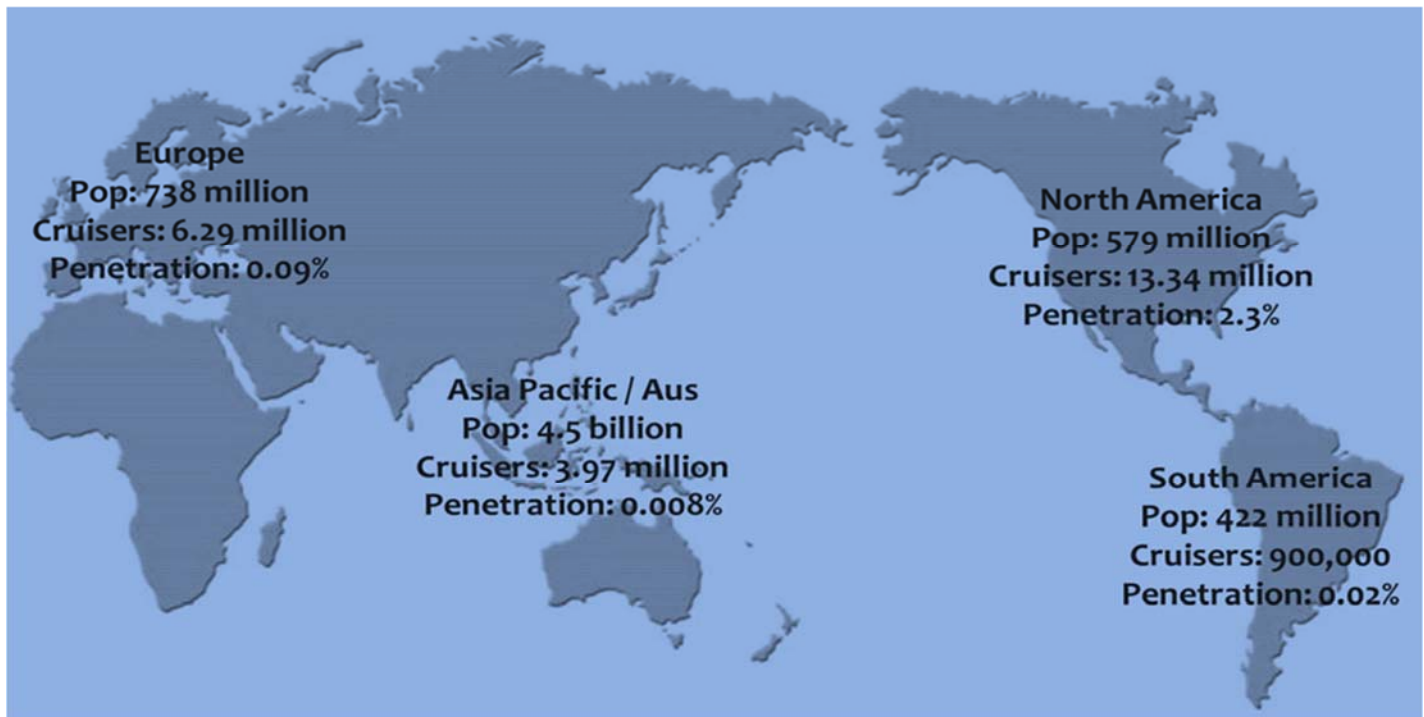 Europe
Pop: 738 million
Cruisers: 6.29 million
Penetration: 0.09%
North America
Pop: 579 million
Cruisers: 13.34 million
Penetration: 2.3%
Asia Pacific / Aus
Pop: 4.5 billion
Cruisers: 3.97 million
Penetration: 0.008%
South America
Pop: 422 million
Cruisers: 900,000
Penetration: 0.02%